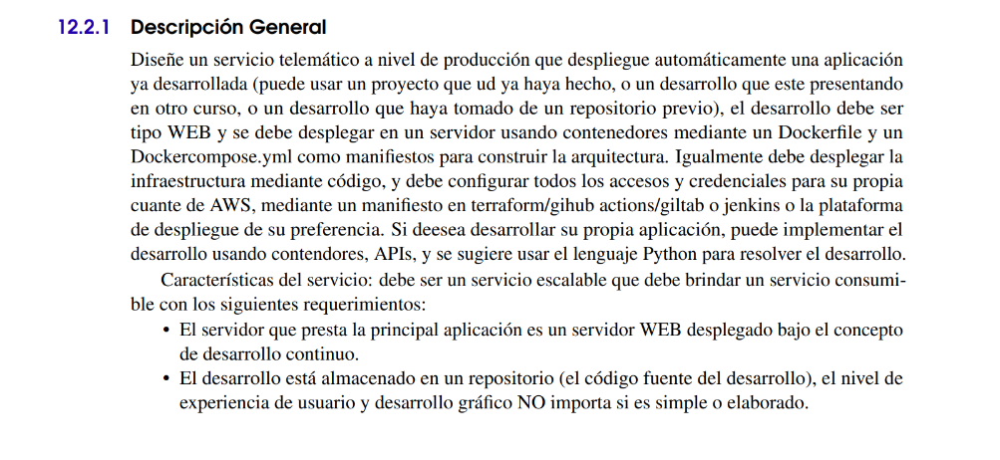 12.2.1 Descripción General
Diseñe un servicio telemático a nivel de producción que despliegue automáticamente una aplicación
ya desarrollada (puede usar un proyecto que ud ya haya hecho, o un desarrollo que este presentando
en otro curso, o un desarrollo que haya tomado de un repositorio previo), el desarrollo debe ser
tipo WEB y se debe desplegar en un servidor usando contenedores mediante un Dockerfile y un
Dockercompose.yml como manifiestos para construir la arquitectura. Igualmente debe desplegar la
infraestructura mediante código, y debe configurar todos los accesos y credenciales para su propia
cuante de AWS, mediante un manifiesto en terraform/gihub actions/giltab o jenkins o la plataforma
de despliegue de su preferencia. Si deesea desarrollar su propia aplicación, puede implementar el
desarrollo usando contendores, APIs, y se sugiere usar el lenguaje Python para resolver el desarrollo.
Características del servicio: debe ser un servicio escalable que debe brindar un servicio consumi-
ble con los siguientes requerimientos:
• El servidor que presta la principal aplicación es un servidor WEB desplegado bajo el concepto
de desarrollo continuo.
• El desarrollo está almacenado en un repositorio (el código fuente del desarrollo), el nivel de
experiencia de usuario y desarrollo gráfico NO importa si es simple o elaborado.